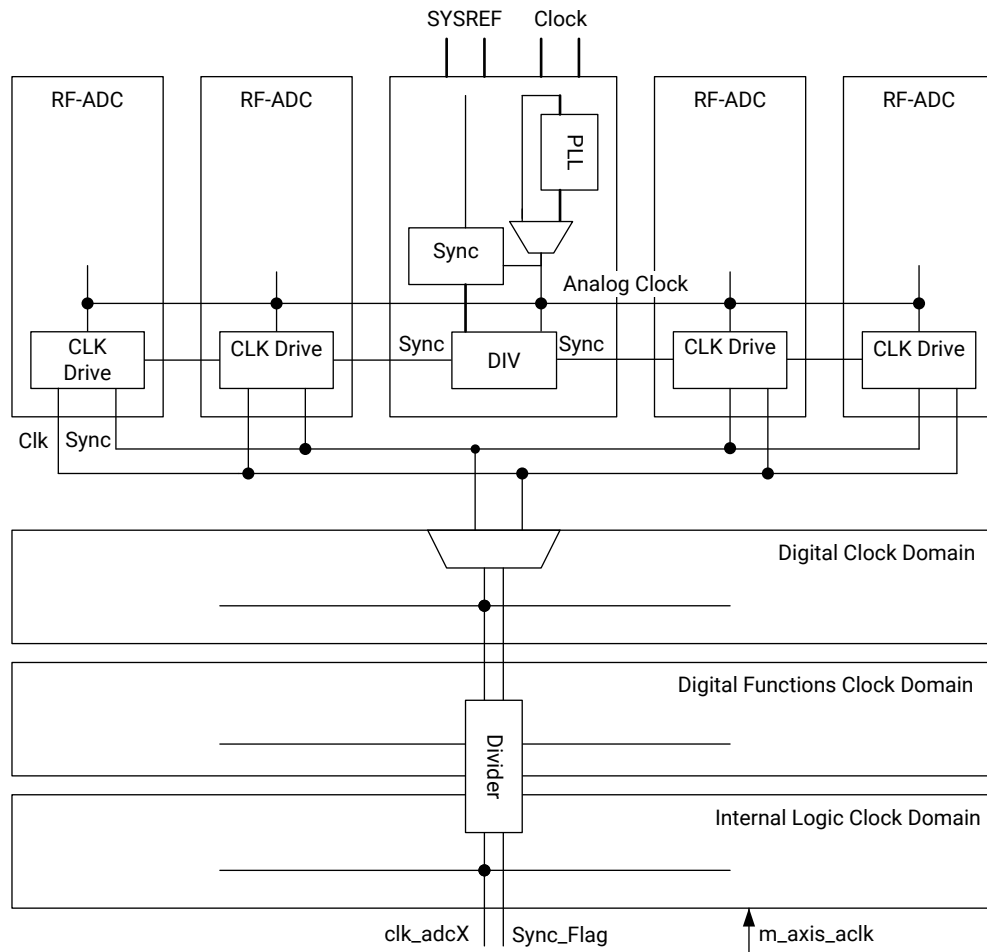 SYSREF
Clock
RF-ADC
RF-ADC
RF-ADC
RF-ADC
PLL
Sync
Analog Clock
CLK
Drive
CLK Drive
Sync
DIV
Sync
CLK Drive
CLK Drive
Clk
Sync
Digital Clock Domain
Digital Functions Clock Domain
Divider
Internal Logic Clock Domain
clk_adcX
Sync_Flag
m_axis_aclk